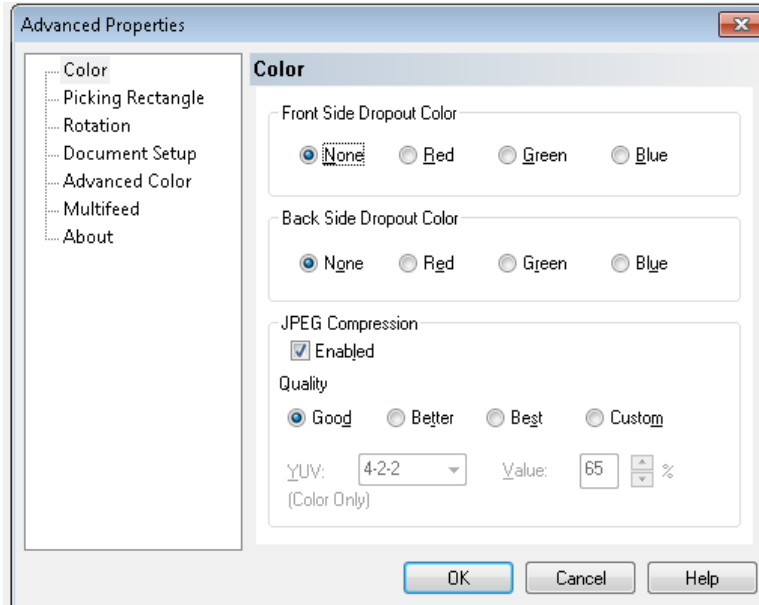 Advanced Properties
Color
Picking Rectangle
Rotation
Document Setup
Advanced Color
Multifeed
About
Color
Front Side Dropout Color
None Red Green Blue
Back Side Dropout Color
None Red Green Blue
JPEG Compression
Enabled
Quality
Good Better Best Custom
YUV: 4-2-2 Value: 65 %
(Color Only)
OK Cancel Help